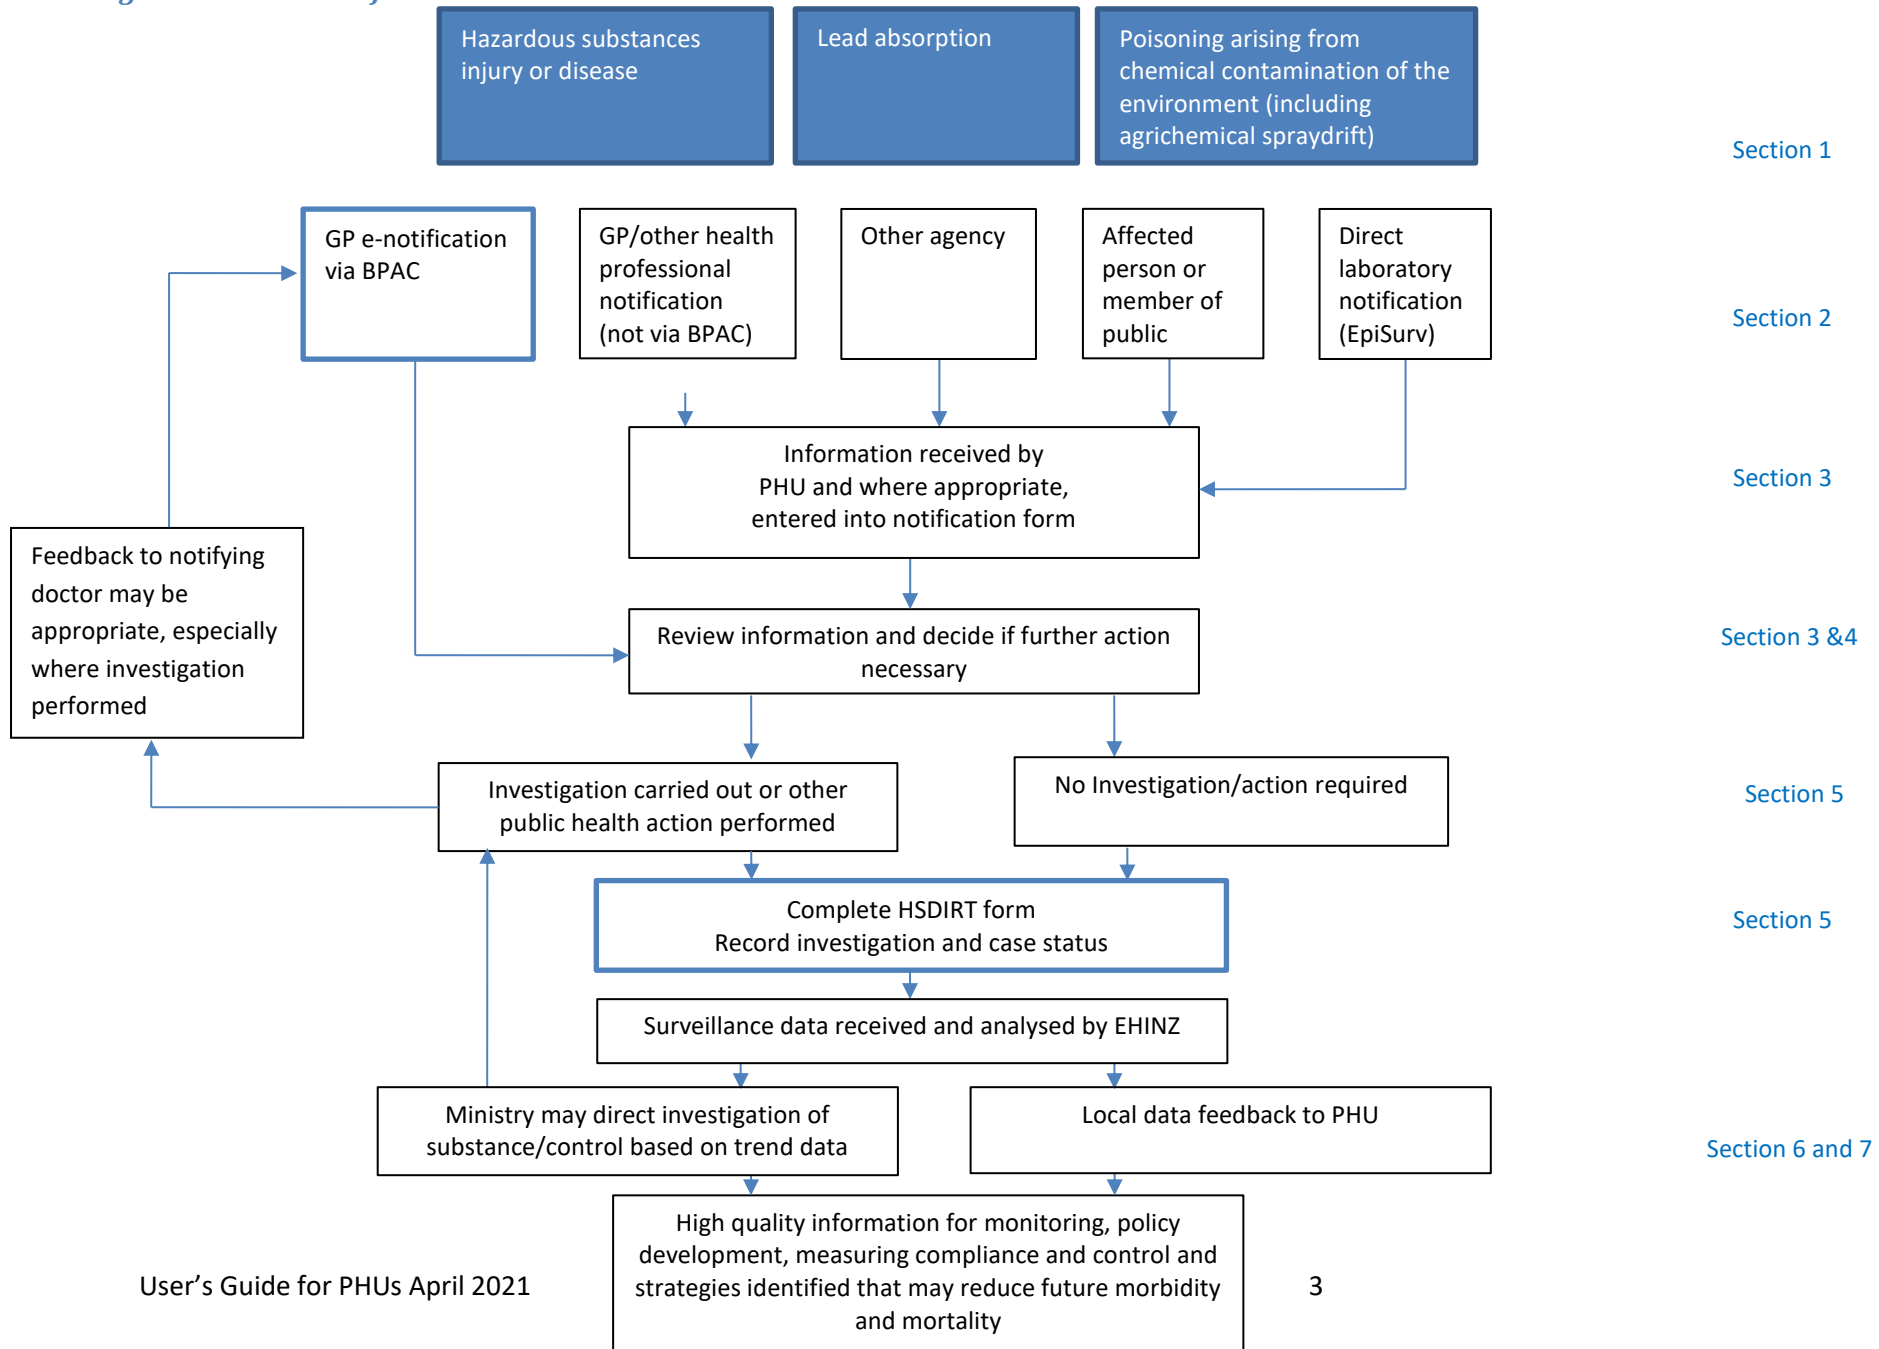 Hazardous substances
injury or disease
Lead absorption
Poisoning arising from
chemical contamination of the
environment (including
agrichemical spraydrift)
Section 1
GP e-notification
via BPAC
GP/other health
professional
notification
(not via BPAC)
Other agency
Affected
person or
member of
public
Direct
laboratory
notification
(EpiSurv)
Section 2
Information received by
PHU and where appropriate,
entered into notification form
Section 3
Feedback to notifying
doctor may be
appropriate, especially
where investigation
performed
Review information and decide if further action
necessary
Section 3 &4
Investigation carried out or other
public health action performed
No Investigation/action required
Section 5
Complete HSDIRT form
Record investigation and case status
Section 5
Surveillance data received and analysed by EHINZ
Ministry may direct investigation of
substance/control based on trend data
Local data feedback to PHU
Section 6 and 7
High quality information for monitoring, policy
development, measuring compliance and control and
strategies identified that may reduce future morbidity
and mortality
User’s Guide for PHUs April 2021
3